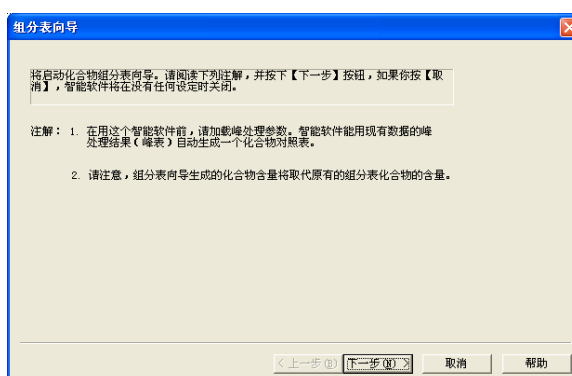 组分表向导
将启动化合物组分表向导。请阅读下列注解，并按下【下一步】按钮，如果你按【取
消】，智能软件将在没有任何设定时关闭。
注解： 1. 在用这个智能软件前，请加载峰处理参数。智能软件能用现有数据的峰
处理结果（峰表）自动生成一个化合物对照表。
2. 请注意，组分表向导生成的化合物含量将取代原有的组分表化合物的含量。
< 上一步(B) 下一步(N) > 取消 帮助